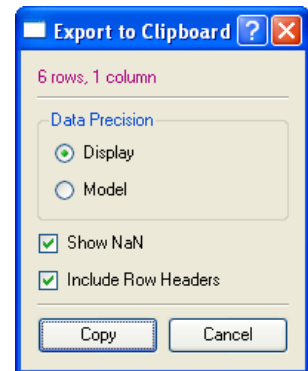 Export to Clipboard
6 rows, 1 column
Data Precision
Display
Model
Show NaN
Include Row Headers
Copy Cancel